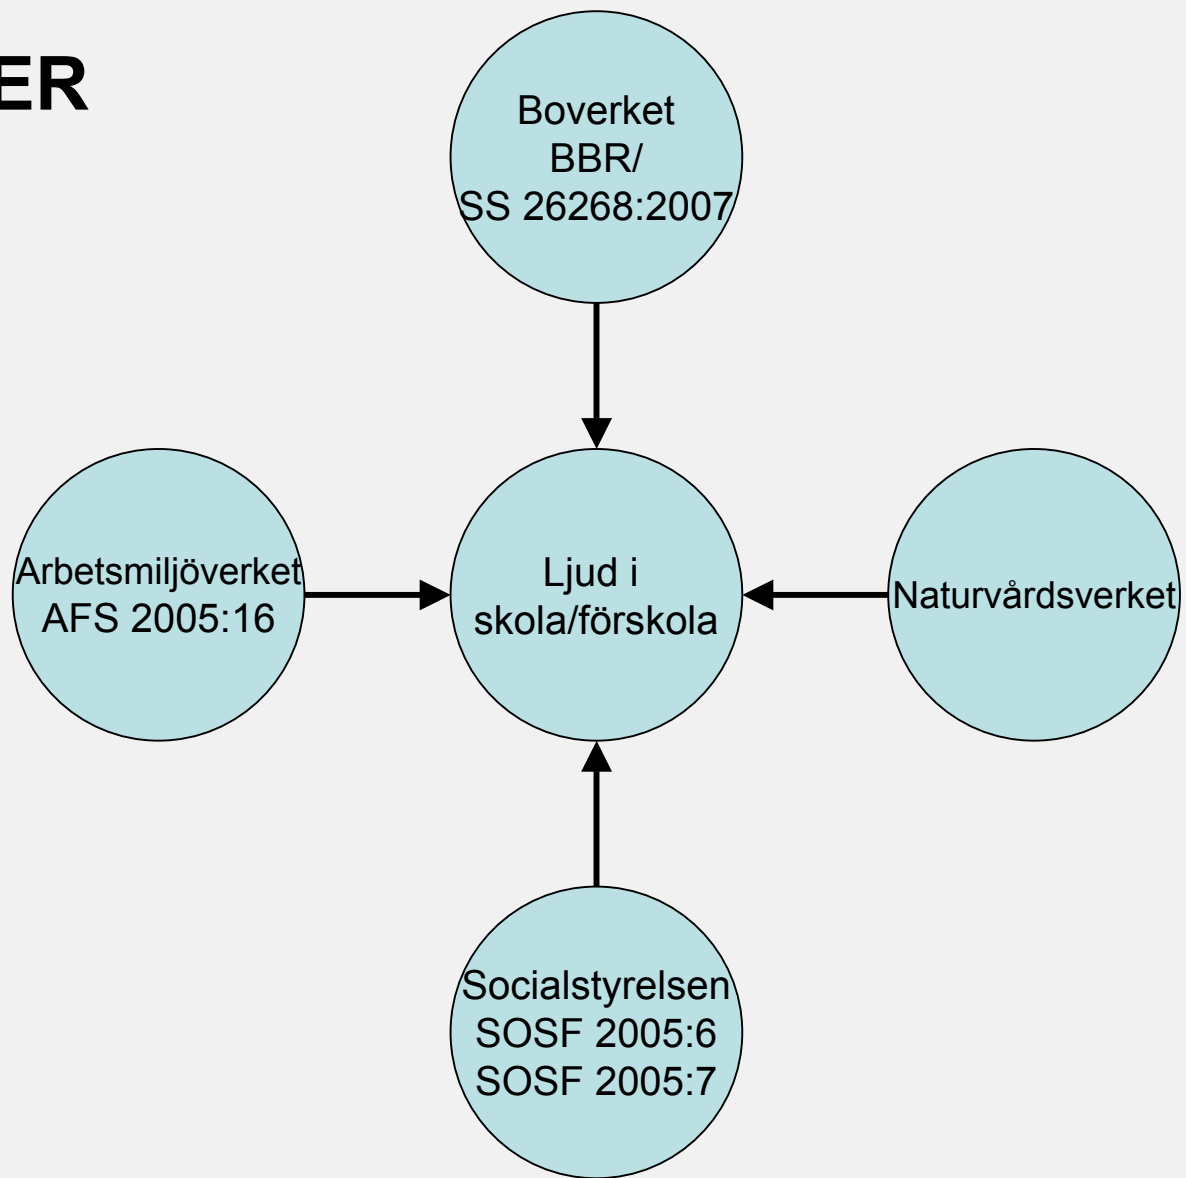 ER
Boverket
BBR/
SS 26268:2007
Arbetsmiljöverket
AFS 2005:16
Ljud i
skola/förskola
Naturvårdsverket
Socialstyrelsen
SOSF 2005:6
SOSF 2005:7